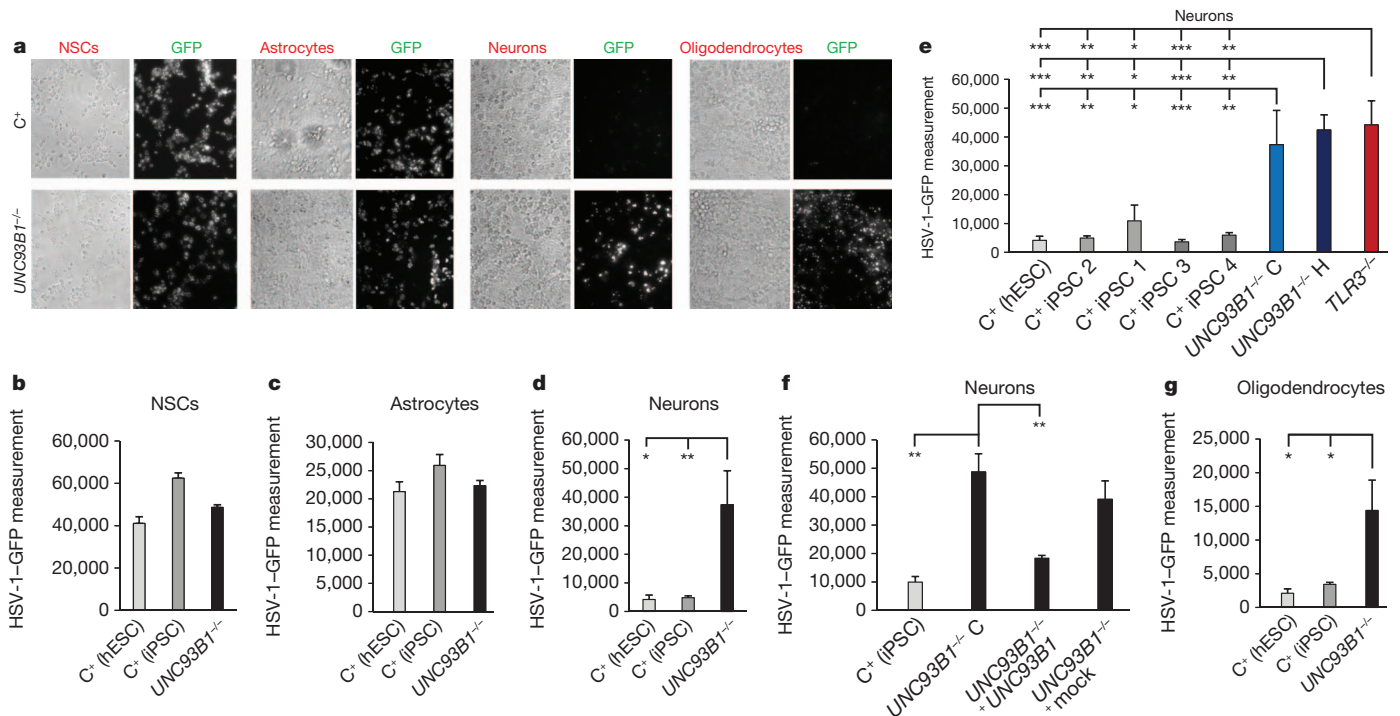 a
NSCs GFP Astrocytes GFP Neurons GFP Oligodendrocytes GFP
C+
UNC93B1–/–
e
Neurons
*** ** * *** **
*** ** * *** **
*** ** * *** **
HSV-1–GFP measurement
60,000
50,000
40,000
30,000
20,000
10,000
0
C+ (hESC)
C+ iPSC 2
C+ iPSC 1
C+ iPSC 3
C+ iPSC 4
UNC93B1–/– C
UNC93B1–/– H
TLR3–/–
b
NSCs
HSV-1–GFP measurement
60,000
50,000
40,000
30,000
20,000
10,000
0
C+ (hESC)
C+ (iPSC)
UNC93B1–/–
c
Astrocytes
HSV-1–GFP measurement
30,000
25,000
20,000
15,000
10,000
5,000
0
C+ (hESC)
C+ (iPSC)
UNC93B1–/–
d
Neurons
HSV-1–GFP measurement
60,000
50,000
40,000
30,000
20,000
10,000
0
* **
C+ (hESC)
C+ (iPSC)
UNC93B1–/–
f
Neurons
HSV-1–GFP measurement
60,000
50,000
40,000
30,000
20,000
10,000
0
** **
C+ (iPSC)
UNC93B1–/– C
UNC93B1–/–
+ UNC93B1
UNC93B1–/–
+ mock
g
Oligodendrocytes
HSV-1–GFP measurement
25,000
20,000
15,000
10,000
5,000
0
* *
C+ (hESC)
C+ (iPSC)
UNC93B1–/–